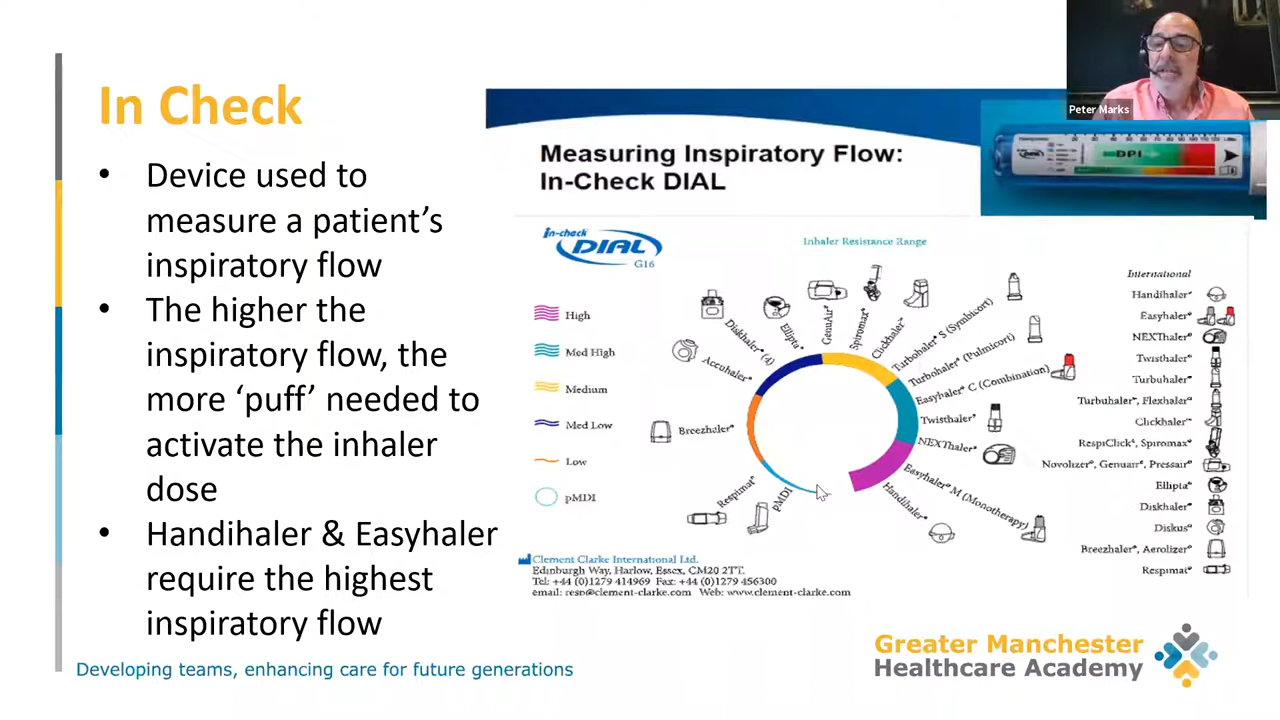 In Check
• Device used to
measure a patient's
inspiratory flow
• The higher the
inspiratory flow, the
more 'puff' needed to
activate the inhaler
dose
• Handihaler & Easyhaler
require the highest
inspiratory flow
Developing teams, enhancing care for future generations
Peter Marks
Measuring Inspiratory Flow:
In-Check DIAL
DPI
in-check
DIAL
G16
Inhaler Resistance Range
High
Med High
Medium
Med Low
Low
pMDI
Respimat®
Breezhaler®
Accuhaler®
Diskhaler® (4)
Ellipta®
GenuAir®
Spiromax®
Clickhaler™
Turbohaler® S (Symbicort)
Turbohaler® (Pulmicort)
Easyhaler® C (Combination)
Twisthaler®
NEXThaler®
Easyhaler® M (Monotherapy)
Handihaler®
pMDI
International
Handihaler®
Easyhaler®
NEXThaler®
Twisthaler®
Turbuhaler®
Turbuhaler®, Flexhaler®
Clickhaler™
RespiClick®, Spiromax®
Novolizer®, Genuair®, Pressair®
Ellipta®
Diskhaler®
Diskus®
Breezhaler®, Aerolizer®
Respimat®
Clement Clarke International Ltd.
Edinburgh Way, Harlow, Essex, CM20 2TT.
Tel: +44 (0)1279 414969 Fax: +44 (0)1279 456300
email: resp@clement-clarke.com Web: www.clement-clarke.com
Greater Manchester
Healthcare Academy